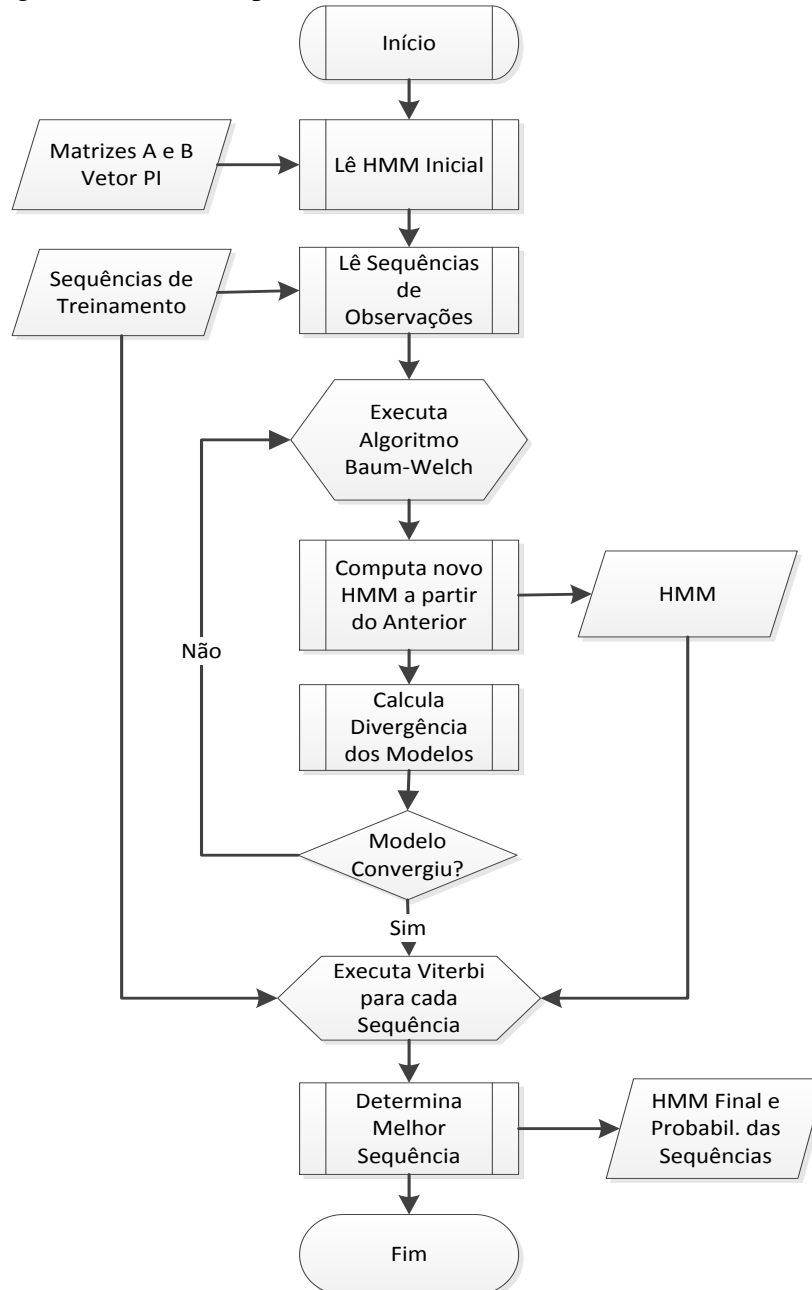 Início
Matrizes A e B
Vetor PI
Lê HMM Inicial
Sequências de
Treinamento
Lê Sequências
de
Observações
Executa
Algoritmo
Baum-Welch
Computa novo
HMM a partir
do Anterior
HMM
Não
Calcula
Divergência
dos Modelos
Modelo
Convergiu?
Sim
Executa Viterbi
para cada
Sequência
Determina
Melhor
Sequência
HMM Final e
Probabil. das
Sequências
Fim